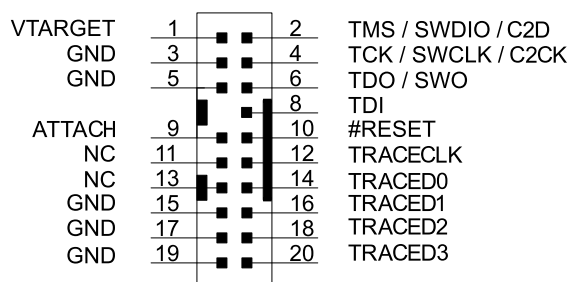 VTARGET 1 2 TMS / SWDIO / C2D
GND 3 4 TCK / SWCLK / C2CK
GND 5 6 TDO / SWO
8 TDI
ATTACH 9 10 #RESET
NC 11 12 TRACECLK
NC 13 14 TRACED0
GND 15 16 TRACED1
GND 17 18 TRACED2
GND 19 20 TRACED3